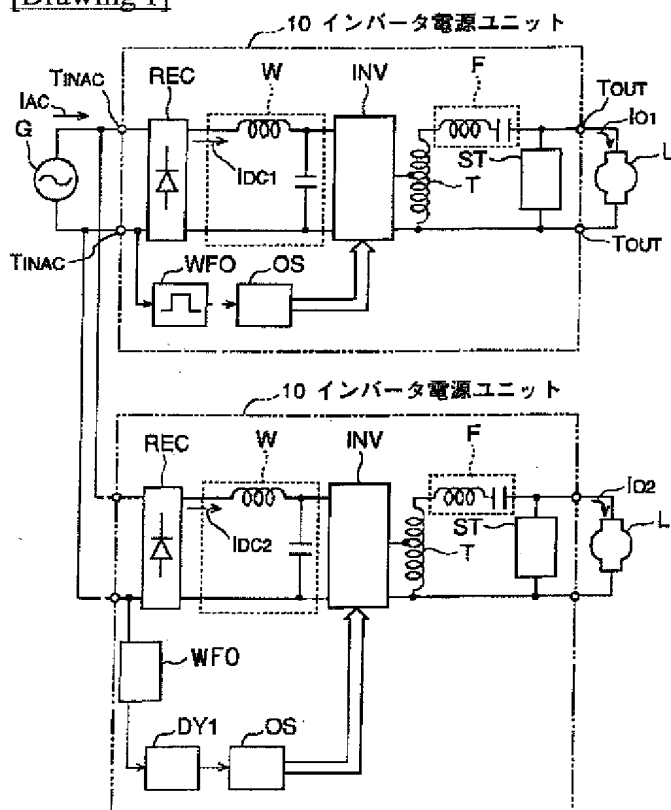 [Drawing 1]
10 インバータ電源ユニット
TINAC
REC
W
INV
F
TOUT
IAC
IO1
G
ST
L
IDC1
T
TINAC
WFO
OS
TOUT
10 インバータ電源ユニット
REC
W
INV
F
IO2
ST
L
IDC2
T
WFO
DY1
OS